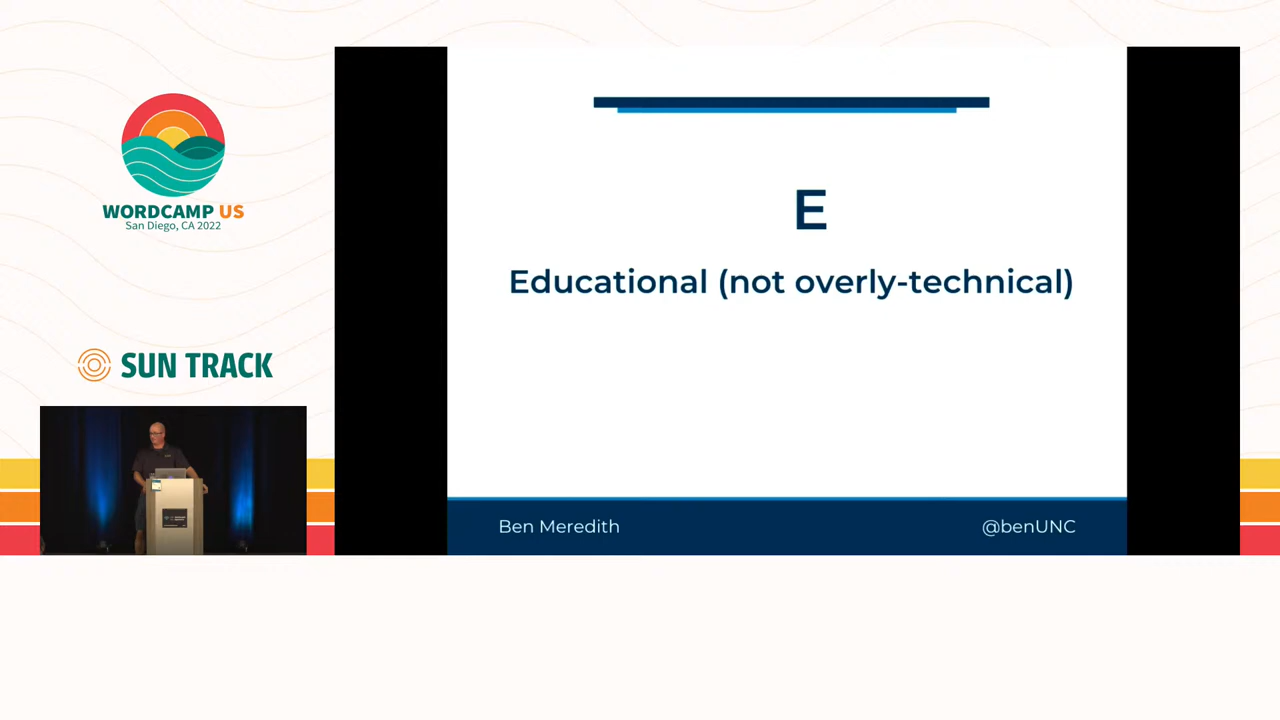 WORDCAMP US
San Diego, CA 2022
SUN TRACK
E
Educational (not overly-technical)
Ben Meredith
@benUNC